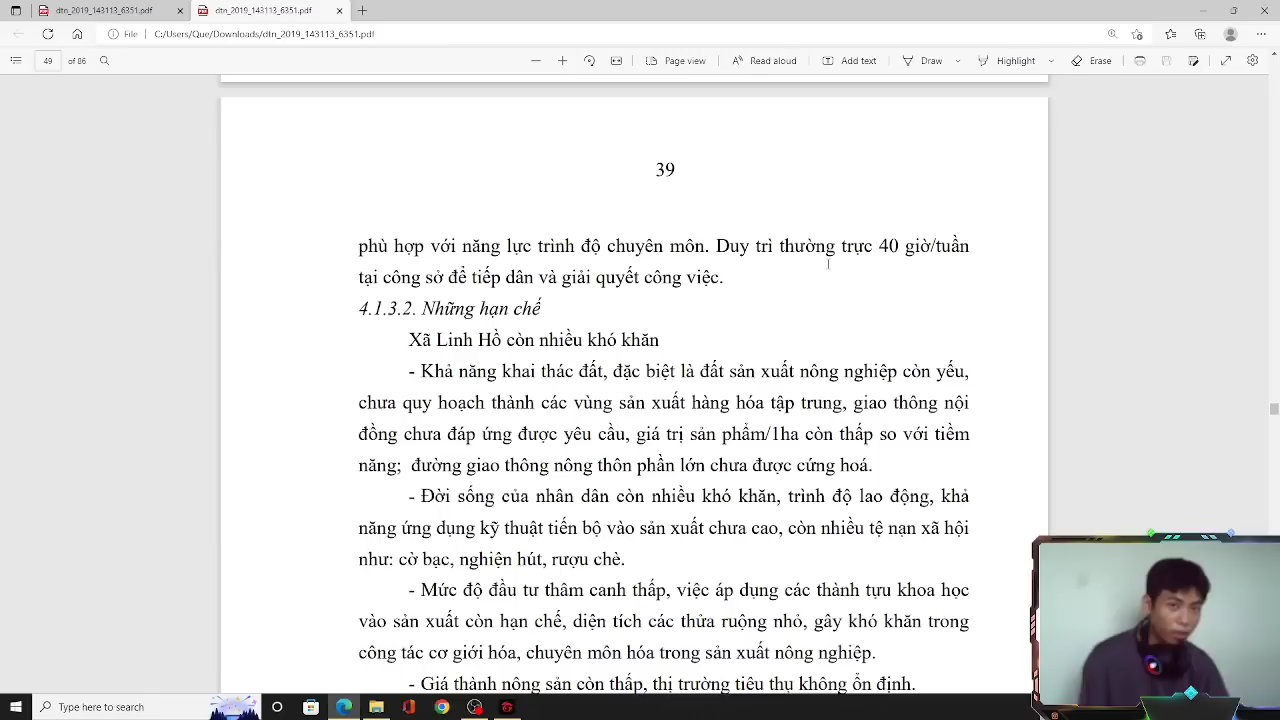 dtn_2019_143113_6351.pdf
dtn_2019_143113_6351.pdf
File C:/Users/Que/Downloads/dtn_2019_143113_6351.pdf
49 of 86 Page view Read aloud Add text Draw Highlight Erase
39
phù hợp với năng lực trình độ chuyên môn. Duy trì thường trực 40 giờ/tuần
tại công sở để tiếp dân và giải quyết công việc.
4.1.3.2. Những hạn chế
Xã Linh Hồ còn nhiều khó khăn
- Khả năng khai thác đất, đặc biệt là đất sản xuất nông nghiệp còn yếu,
chưa quy hoạch thành các vùng sản xuất hàng hóa tập trung, giao thông nội
đồng chưa đáp ứng được yêu cầu, giá trị sản phẩm/1ha còn thấp so với tiềm
năng; đường giao thông nông thôn phần lớn chưa được cứng hoá.
- Đời sống của nhân dân còn nhiều khó khăn, trình độ lao động, khả
năng ứng dụng kỹ thuật tiến bộ vào sản xuất chưa cao, còn nhiều tệ nạn xã hội
như: cờ bạc, nghiện hút, rượu chè.
- Mức độ đầu tư thâm canh thấp, việc áp dụng các thành tựu khoa học
vào sản xuất còn hạn chế, diện tích các thửa ruộng nhỏ, gây khó khăn trong
công tác cơ giới hóa, chuyên môn hóa trong sản xuất nông nghiệp.
- Giá thành nông sản còn thấp, thị trường tiêu thụ không ổn định.
Type here to search